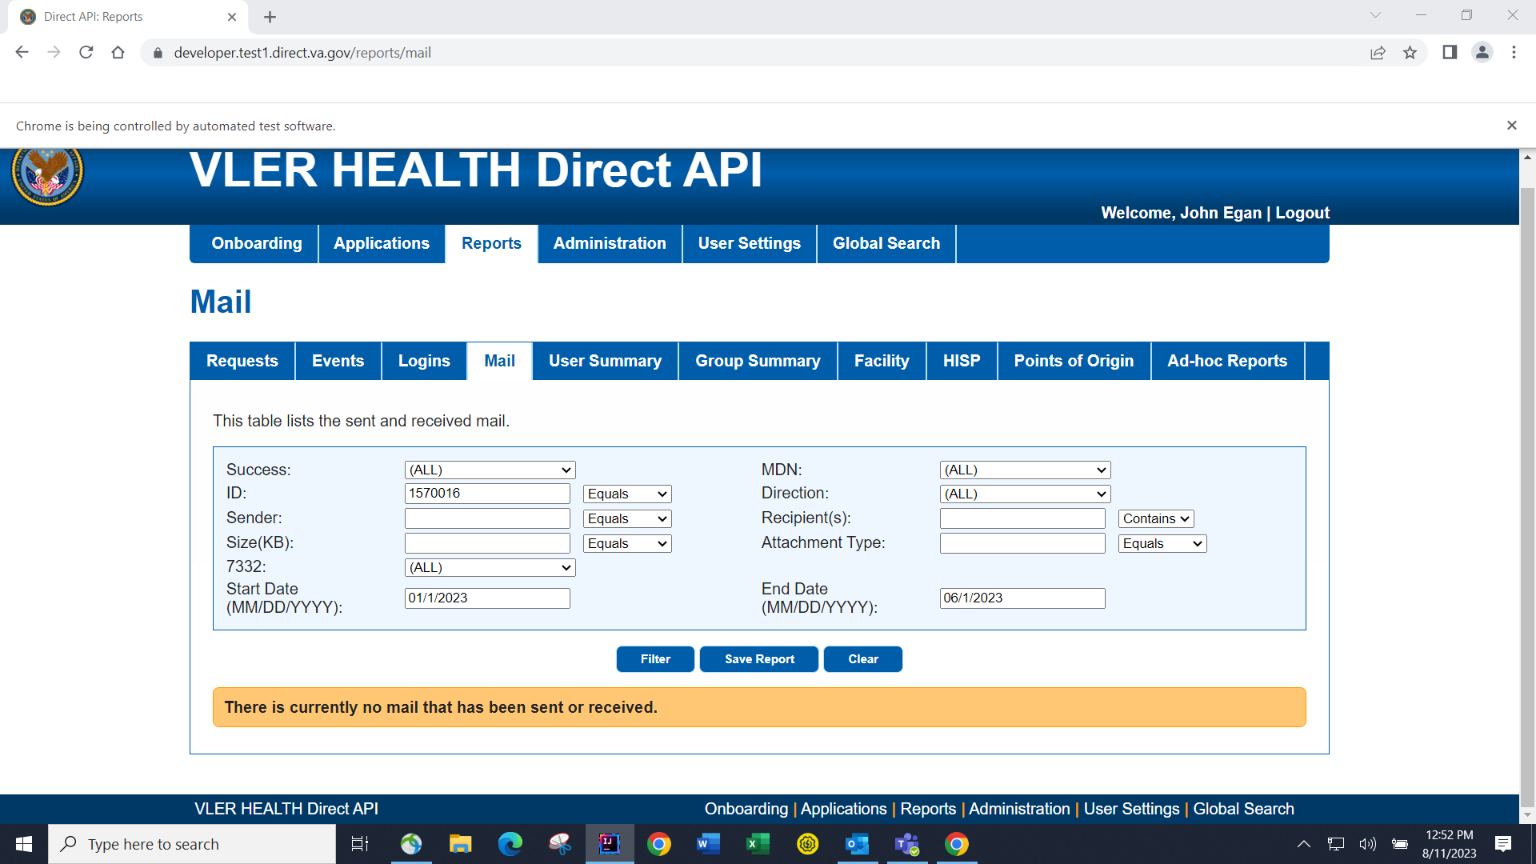 Direct API: Reports
developer.test1.direct.va.gov/reports/mail
Chrome is being controlled by automated test software.
VLER HEALTH Direct API
Welcome, John Egan | Logout
Onboarding Applications Reports Administration User Settings Global Search
Mail
Requests Events Logins Mail User Summary Group Summary Facility HISP Points of Origin Ad-hoc Reports
This table lists the sent and received mail.
Success: (ALL) MDN: (ALL)
ID: 1570016 Equals Direction: (ALL)
Sender: Equals Recipient(s): Contains
Size(KB): Equals Attachment Type: Equals
7332: (ALL)
Start Date
(MM/DD/YYYY): 01/1/2023
End Date
(MM/DD/YYYY): 06/1/2023
Filter Save Report Clear
There is currently no mail that has been sent or received.
VLER HEALTH Direct API Onboarding | Applications | Reports | Administration | User Settings | Global Search
Type here to search
12:52 PM
8/11/2023